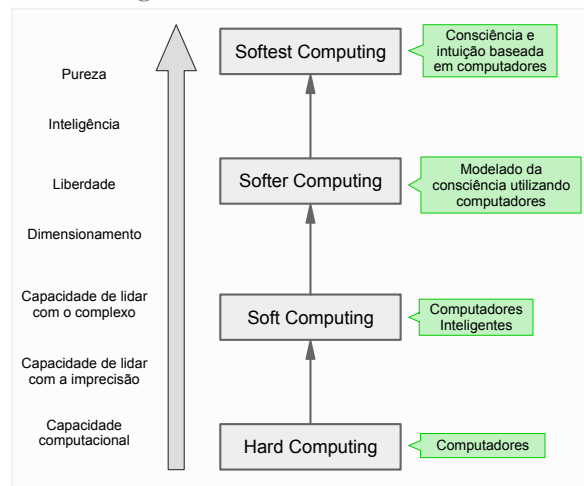 Softest Computing
Consciência e
intuição baseada
em computadores
Pureza
Inteligência
Liberdade
Softer Computing
Modelado da
consciência utilizando
computadores
Dimensionamento
Capacidade de lidar
com o complexo
Soft Computing
Computadores
Inteligentes
Capacidade de lidar
com a imprecisão
Capacidade
computacional
Hard Computing
Computadores